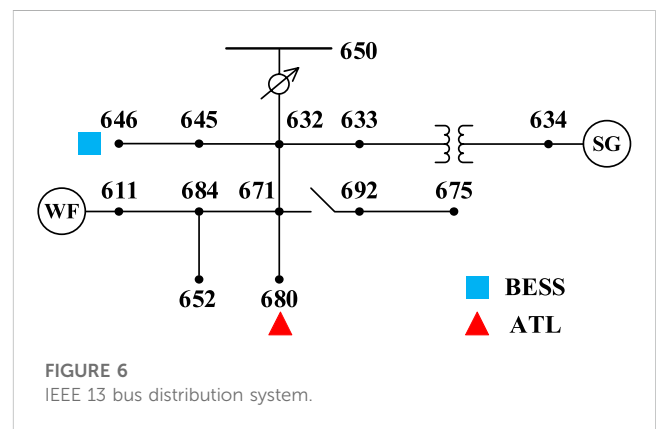 650
646 645 632 633 634
SG
611 684 671 692 675
WF
652 680
BESS
ATL
FIGURE 6
IEEE 13 bus distribution system.